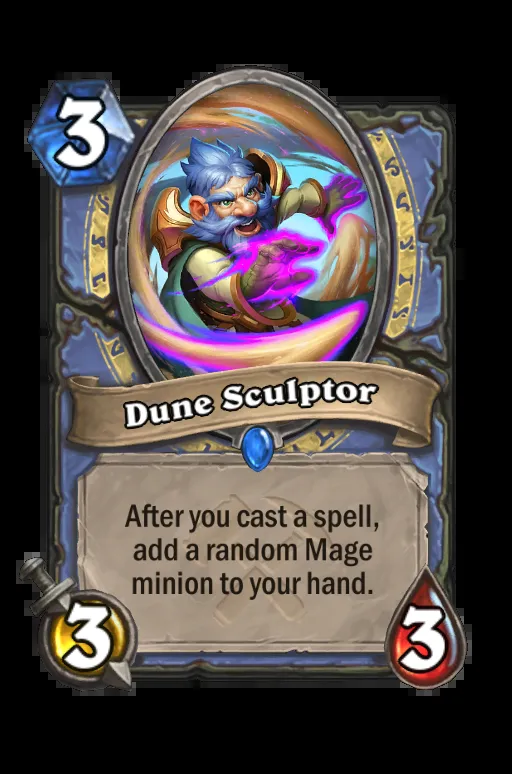 3
Dune Sculptor
After you cast a spell,
add a random Mage
minion to your hand.
3
3